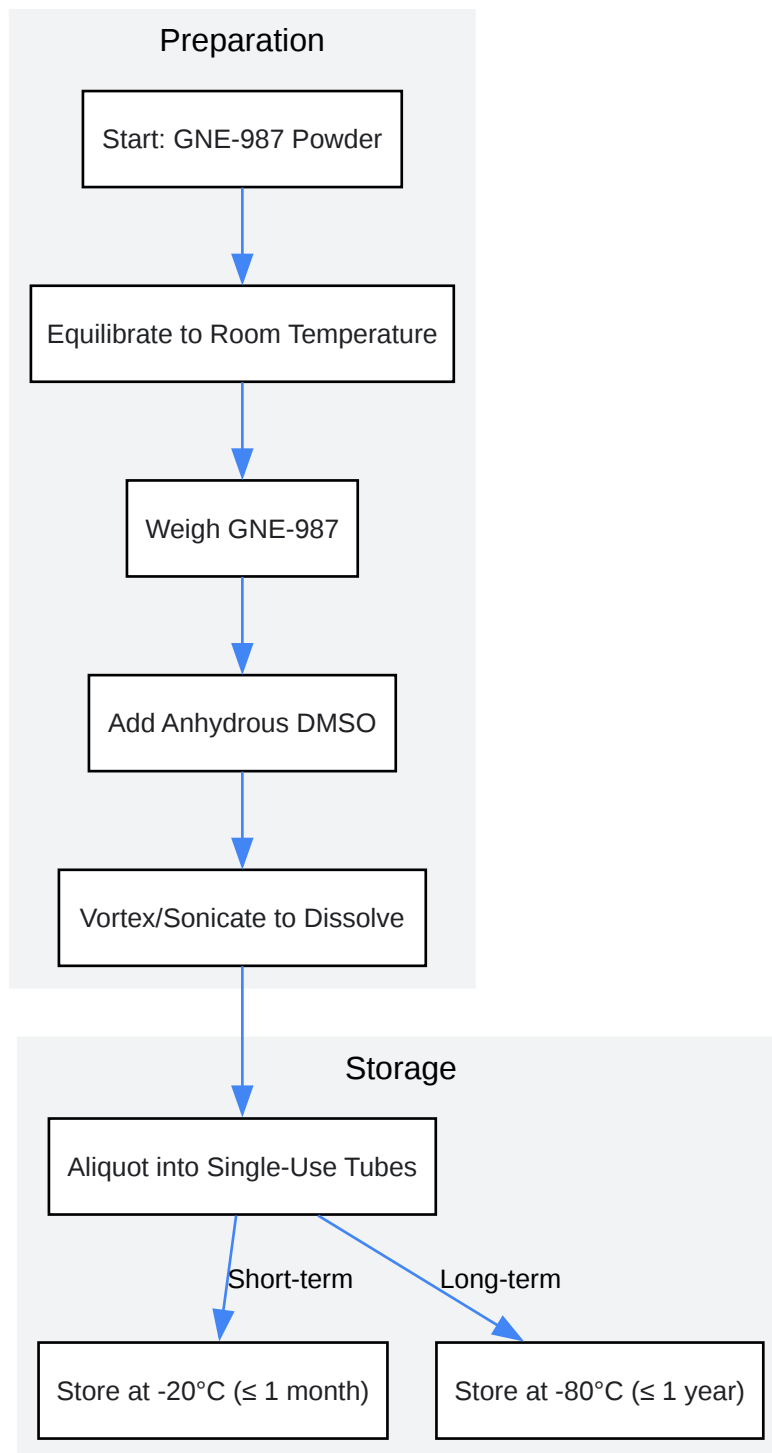 Preparation
Start: GNE-987 Powder
Equilibrate to Room Temperature
Weigh GNE-987
Add Anhydrous DMSO
Vortex/Sonicate to Dissolve
Storage
Aliquot into Single-Use Tubes
Short-term
Long-term
Store at -20°C (≤ 1 month)
Store at -80°C (≤ 1 year)